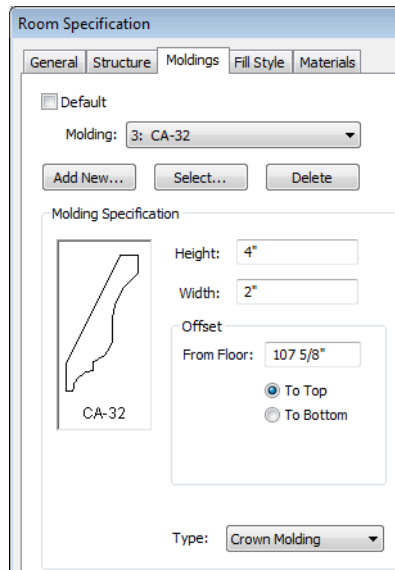 Room Specification
General Structure Moldings Fill Style Materials
Default
Molding: 3: CA-32
Add New... Select... Delete
Molding Specification
Height: 4"
Width: 2"
Offset
From Floor: 107 5/8"
To Top
To Bottom
CA-32
Type: Crown Molding